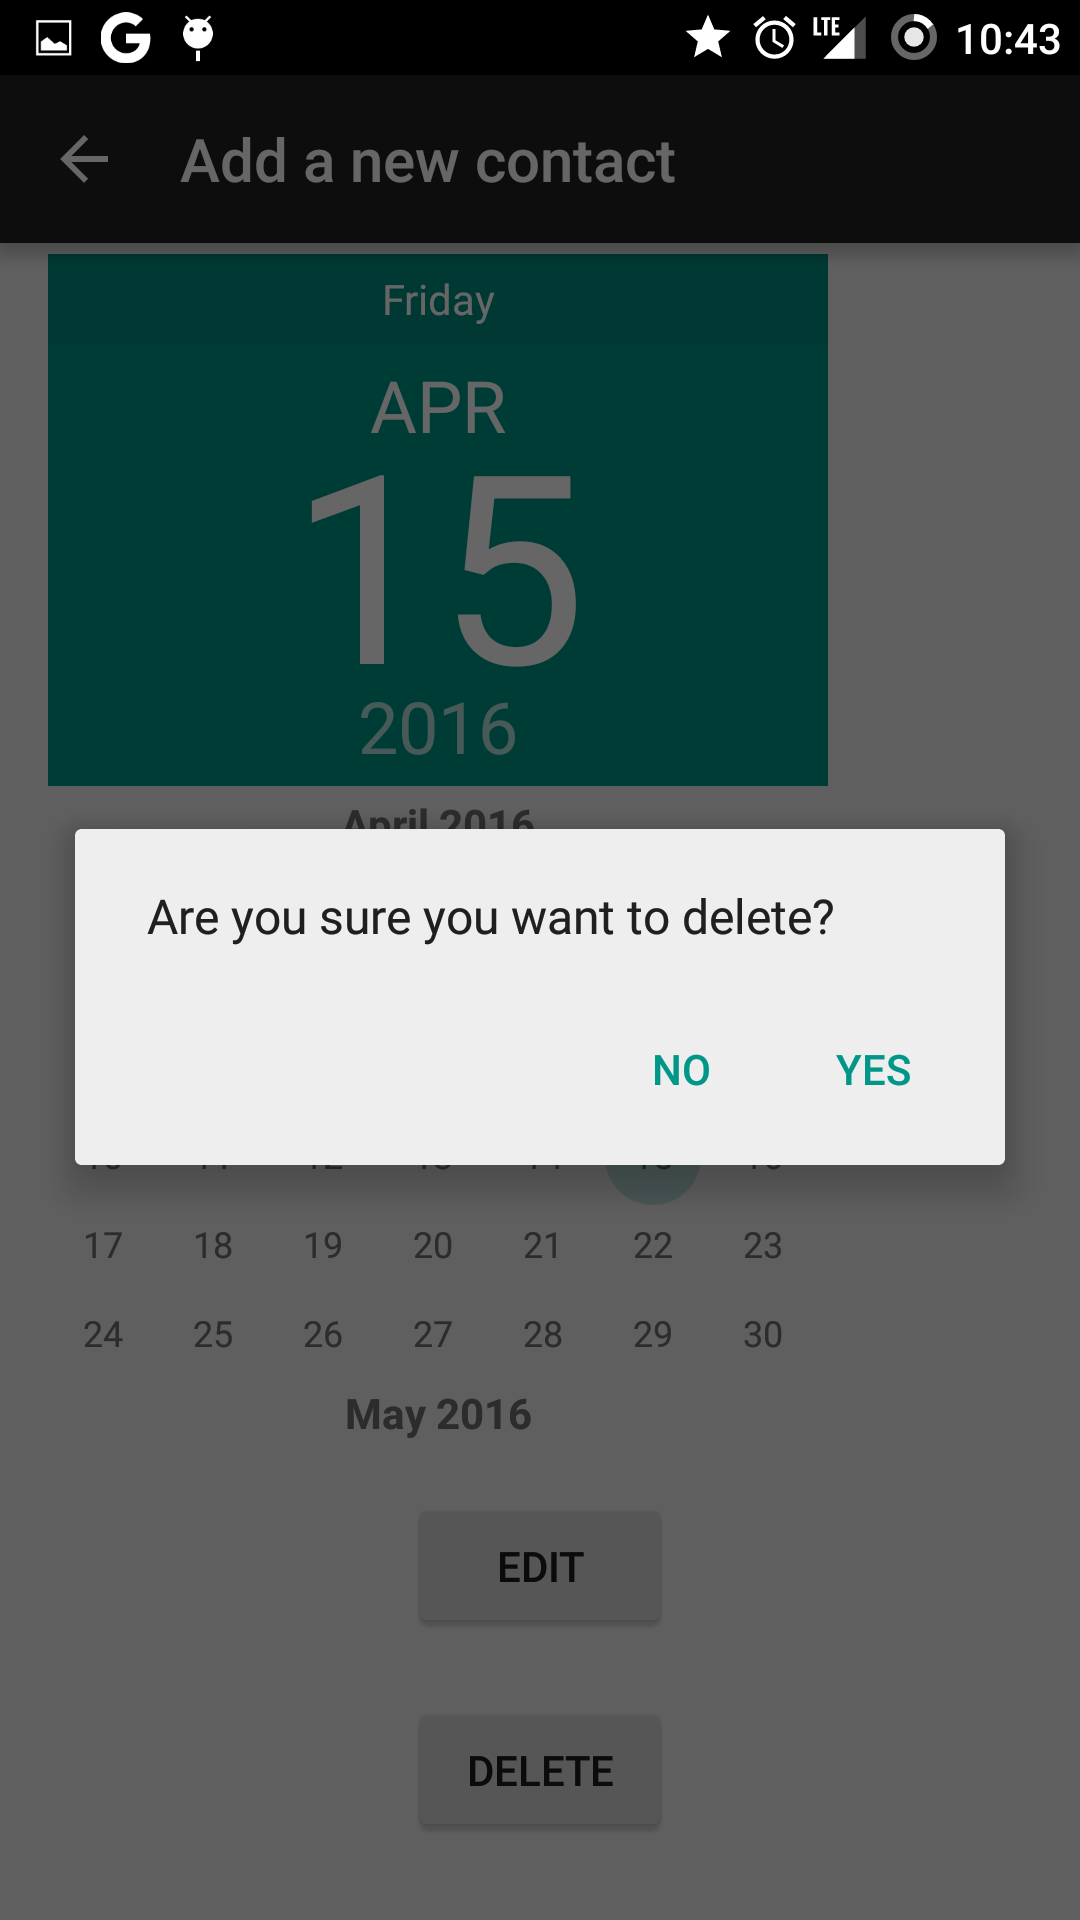 LTE 10:43
Add a new contact
Friday
APR
15
2016
April 2016
Are you sure you want to delete?
NO YES
17 18 19 20 21 22 23
24 25 26 27 28 29 30
May 2016
EDIT
DELETE